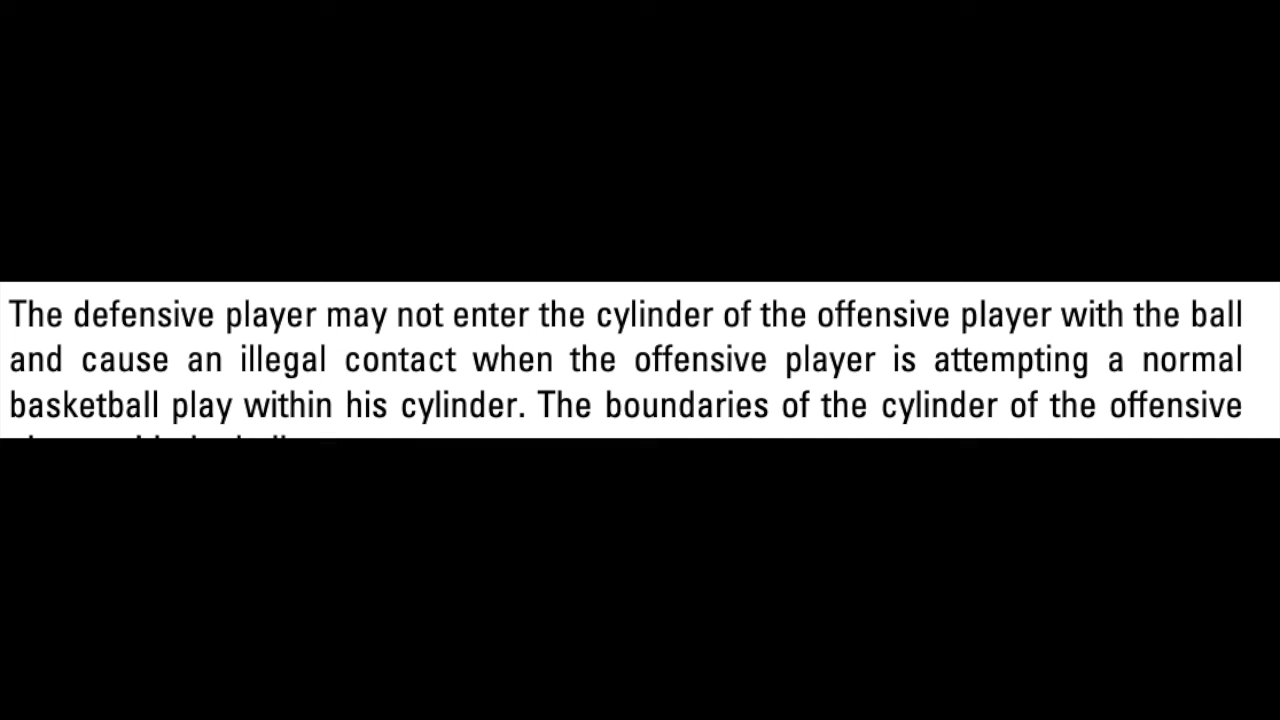 The defensive player may not enter the cylinder of the offensive player with the ball
and cause an illegal contact when the offensive player is attempting a normal
basketball play within his cylinder. The boundaries of the cylinder of the offensive